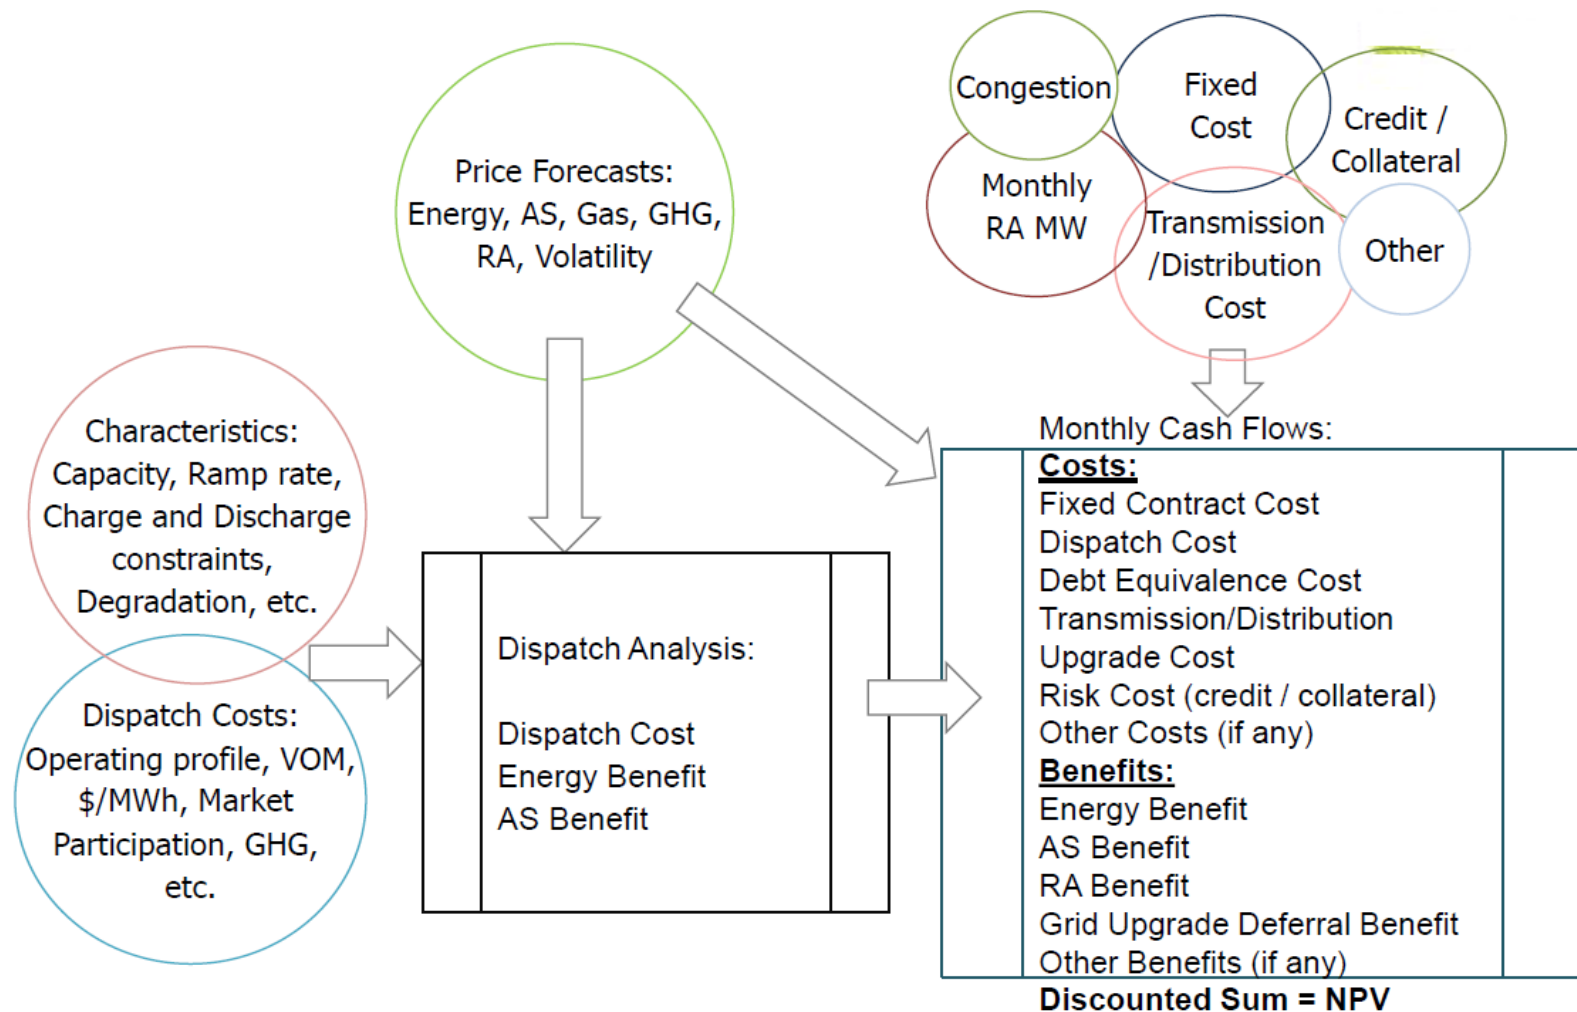 Congestion
Fixed
Cost
Credit /
Collateral
Monthly
RA MW
Transmission
/Distribution
Cost
Other
Price Forecasts:
Energy, AS, Gas, GHG,
RA, Volatility
Characteristics:
Capacity, Ramp rate,
Charge and Discharge
constraints,
Degradation, etc.
Dispatch Costs:
Operating profile, VOM,
$/MWh, Market
Participation, GHG,
etc.
Dispatch Analysis:
Dispatch Cost
Energy Benefit
AS Benefit
Monthly Cash Flows:
Costs:
Fixed Contract Cost
Dispatch Cost
Debt Equivalence Cost
Transmission/Distribution
Upgrade Cost
Risk Cost (credit / collateral)
Other Costs (if any)
Benefits:
Energy Benefit
AS Benefit
RA Benefit
Grid Upgrade Deferral Benefit
Other Benefits (if any)
Discounted Sum = NPV